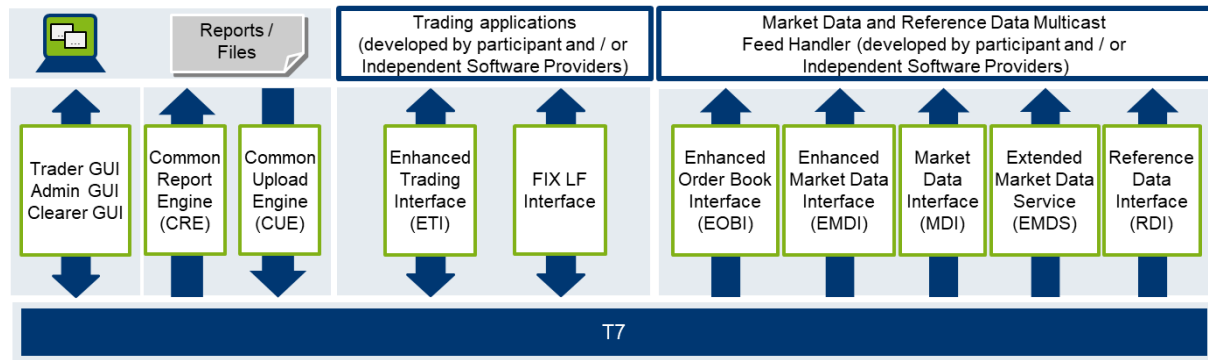 Reports /
Files
Trading applications
(developed by participant and / or
Independent Software Providers)
Market Data and Reference Data Multicast
Feed Handler (developed by participant and / or
Independent Software Providers)
Trader GUI
Admin GUI
Clearer GUI
Common
Report
Engine
(CRE)
Common
Upload
Engine
(CUE)
Enhanced
Trading
Interface
(ETI)
FIX LF
Interface
Enhanced
Order Book
Interface
(EOBI)
Enhanced
Market Data
Interface
(EMDI)
Market
Data
Interface
(MDI)
Extended
Market Data
Service
(EMDS)
Reference
Data
Interface
(RDI)
T7